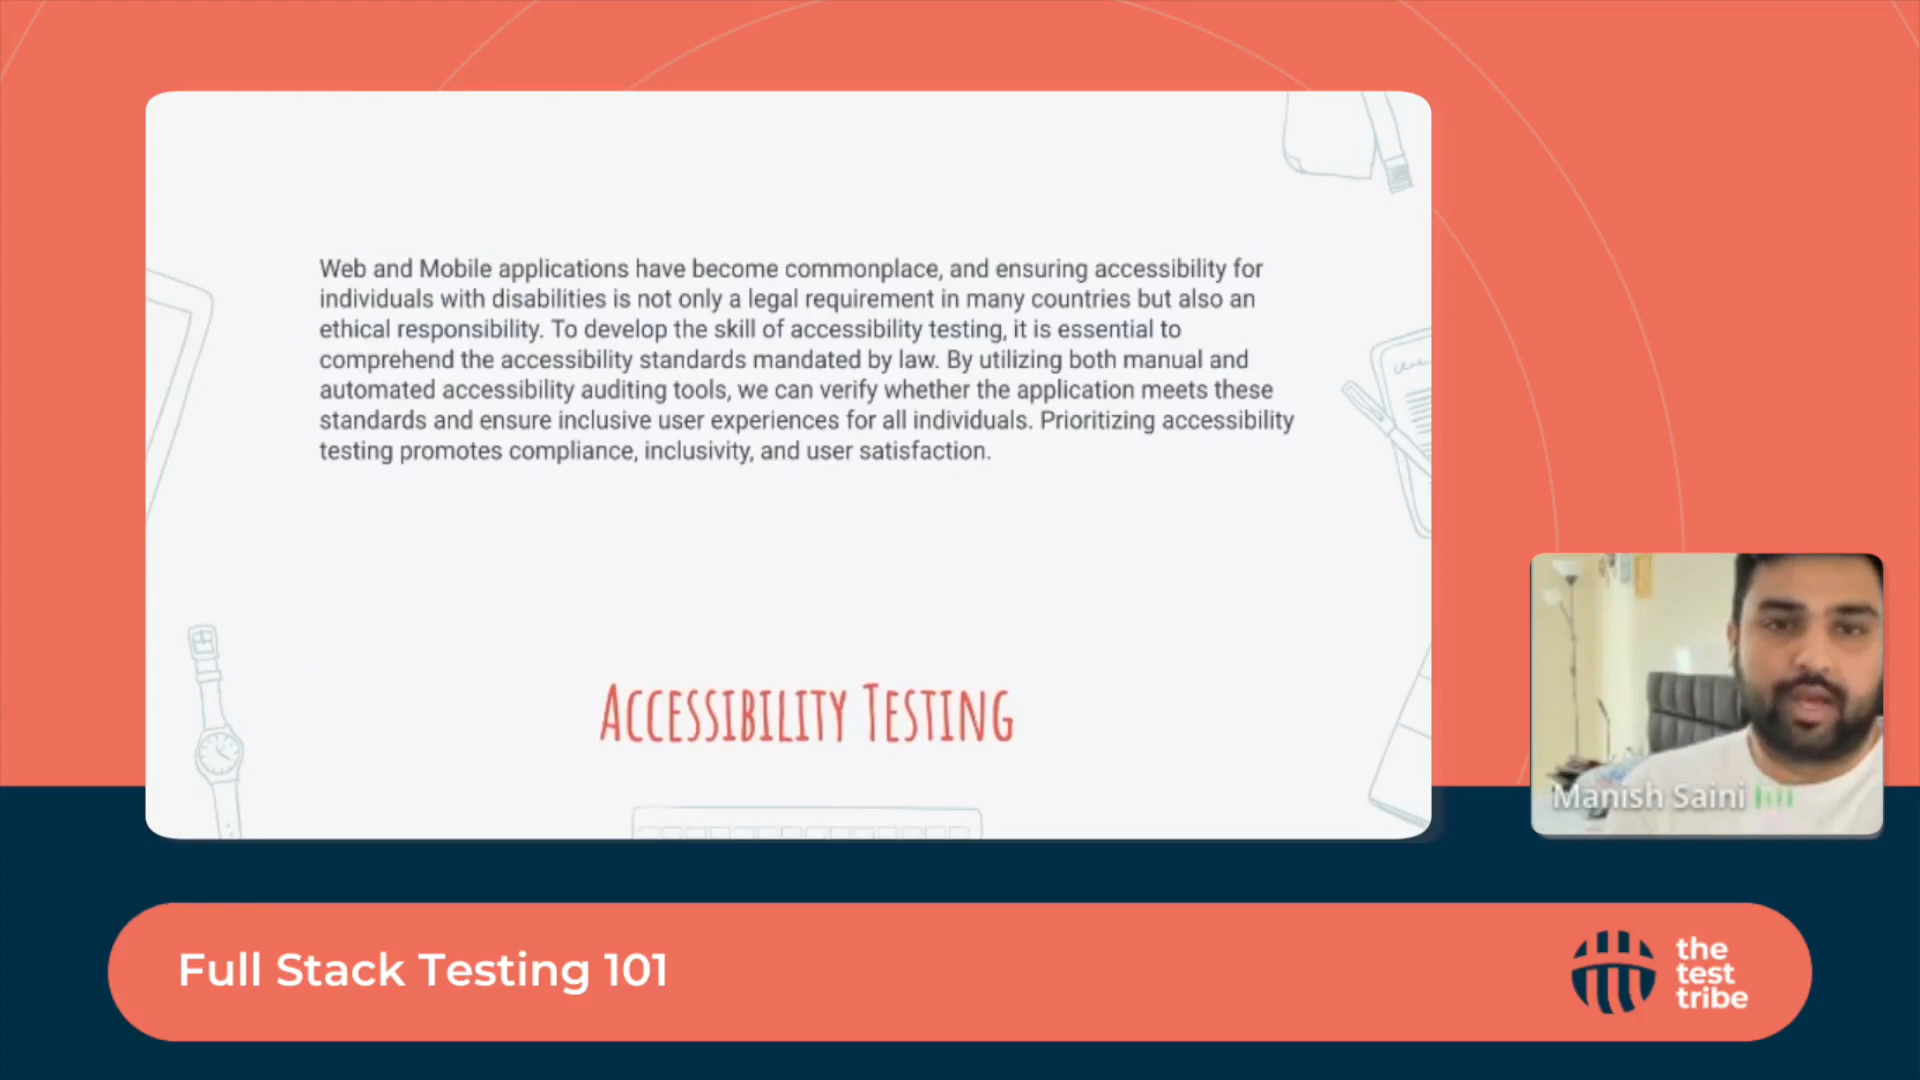 Web and Mobile applications have become commonplace, and ensuring accessibility for
individuals with disabilities is not only a legal requirement in many countries but also an
ethical responsibility. To develop the skill of accessibility testing, it is essential to
comprehend the accessibility standards mandated by law. By utilizing both manual and
automated accessibility auditing tools, we can verify whether the application meets these
standards and ensure inclusive user experiences for all individuals. Prioritizing accessibility
testing promotes compliance, inclusivity, and user satisfaction.
ACCESSIBILITY TESTING
Manish Saini
Full Stack Testing 101
the
test
tribe